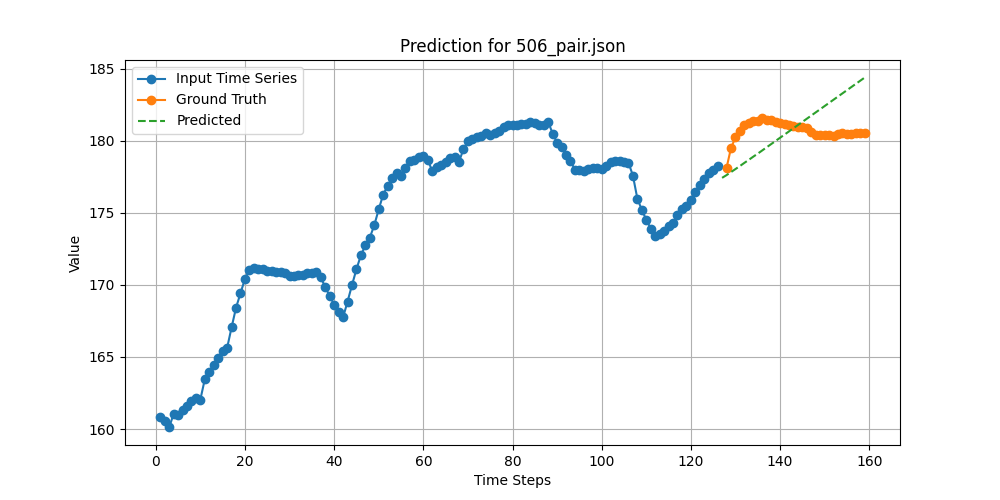 Prediction for 506_pair.json
Input Time Series
Ground Truth
Predicted
185
180
175
170
165
160
Value
0 20 40 60 80 100 120 140 160
Time Steps